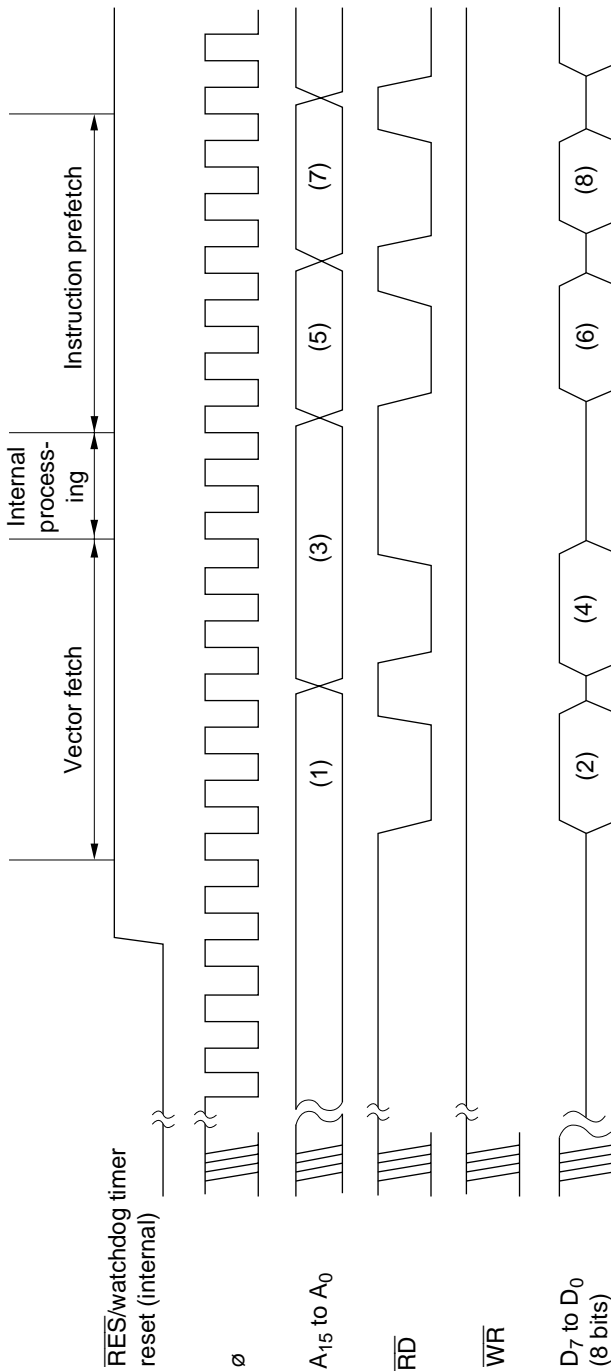 Vector fetch
Internal
process-
ing
Instruction prefetch
RES/watchdog timer
reset (internal)
ø
A15 to A0
(1)
(3)
(5)
(7)
RD
WR
D7 to D0
(8 bits)
(2)
(4)
(6)
(8)